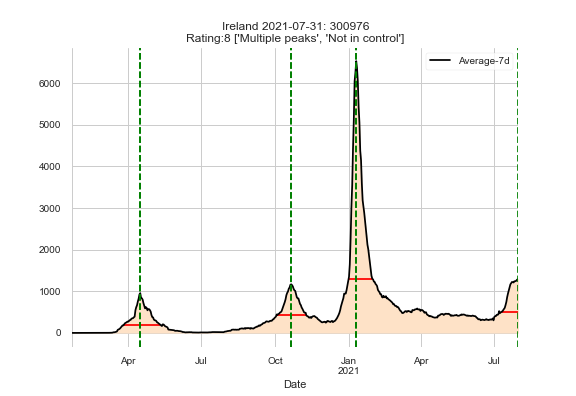 Ireland 2021-07-31: 300976
Rating:8 ['Multiple peaks', 'Not in control']
Average-7d
6000
5000
4000
3000
2000
1000
0
Apr
Jul
Oct
Jan
2021
Apr
Jul
Date